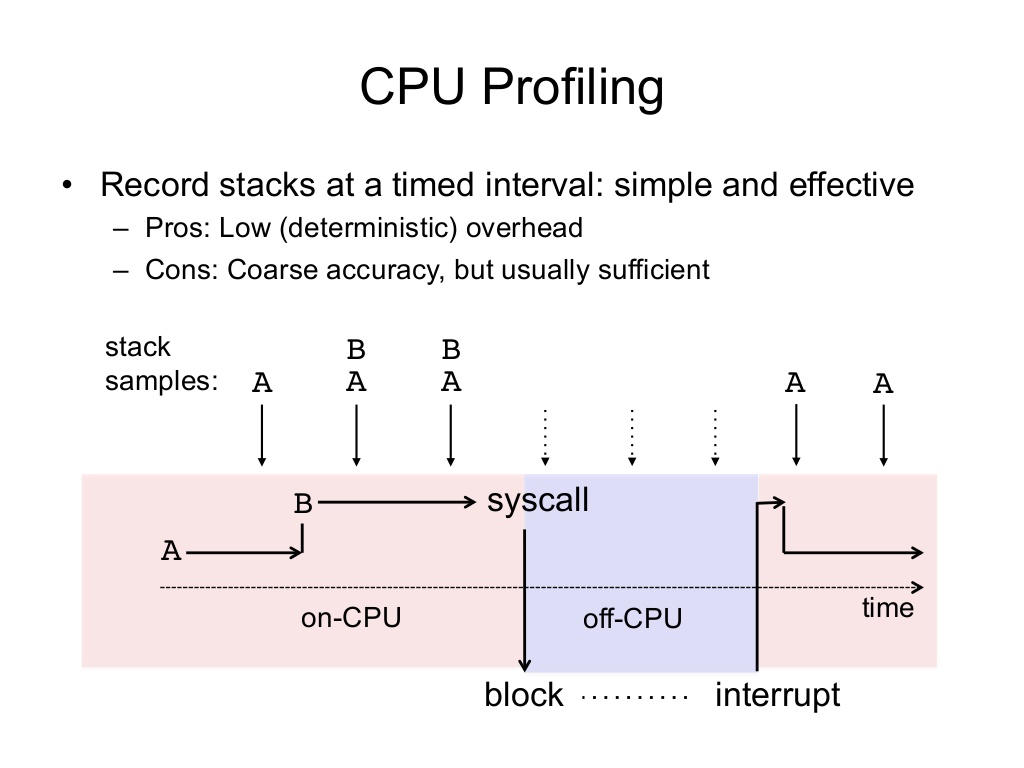 CPU Profiling
• Record stacks at a timed interval: simple and effective
– Pros: Low (deterministic) overhead
– Cons: Coarse accuracy, but usually sufficient
stack B B
samples: A A A A A
B syscall
A
on-CPU off-CPU time
block .......... interrupt